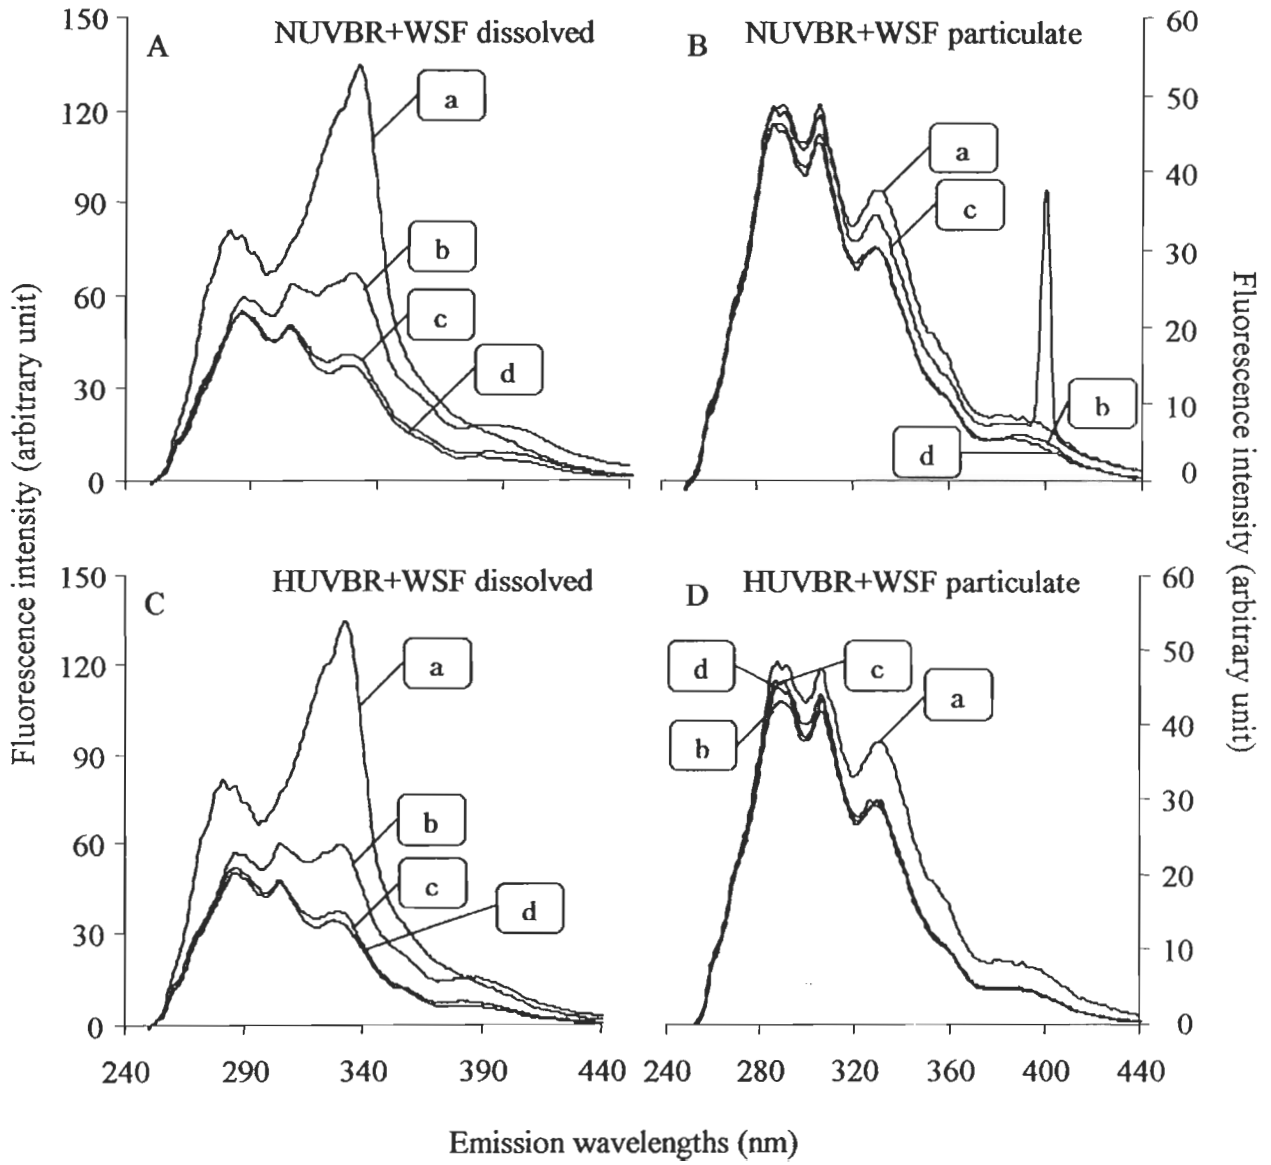 A
NUVBR+WSF dissolved
150
120
90
60
30
0
a
b
c
d
B
NUVBR+WSF particulate
60
50
40
30
20
10
0
a
c
b
d
C
HUVBR+WSF dissolved
150
120
90
60
30
0
a
b
c
d
240 290 340 390 440
D
HUVBR+WSF particulate
60
50
40
30
20
10
0
d
c
a
b
240 280 320 360 400 440
Fluorescence intensity (arbitrary unit)
Fluorescence intensity (arbitrary unit)
Emission wavelengths (nm)